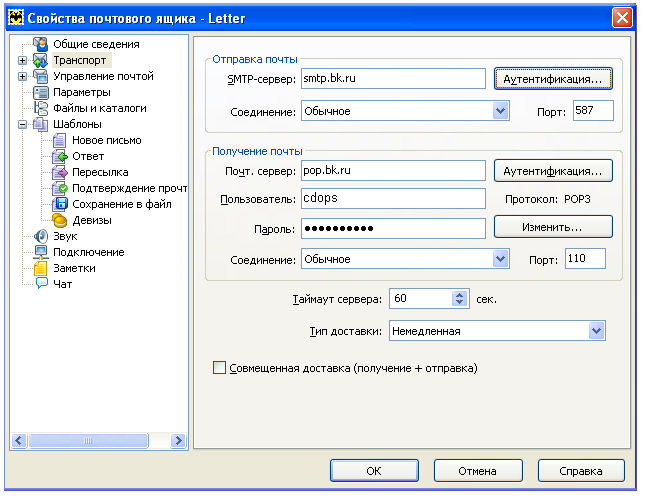 Свойства почтового ящика - Letter
Общие сведения
Транспорт
Управление почтой
Параметры
Файлы и каталоги
Шаблоны
Новое письмо
Ответ
Пересылка
Подтверждение прочт
Сохранение в файл
Девизы
Звук
Подключение
Заметки
Чат
Отправка почты
SMTP-сервер: smtp.bk.ru Аутентификация...
Соединение: Обычное Порт: 587
Получение почты
Почт. сервер: pop.bk.ru Аутентификация...
Пользователь: cdops Протокол: POP3
Пароль: ●●●●●●●●●● Изменить...
Соединение: Обычное Порт: 110
Таймаут сервера: 60 сек.
Тип доставки: Немедленная
Совмещенная доставка (получение + отправка)
OK Отмена Справка